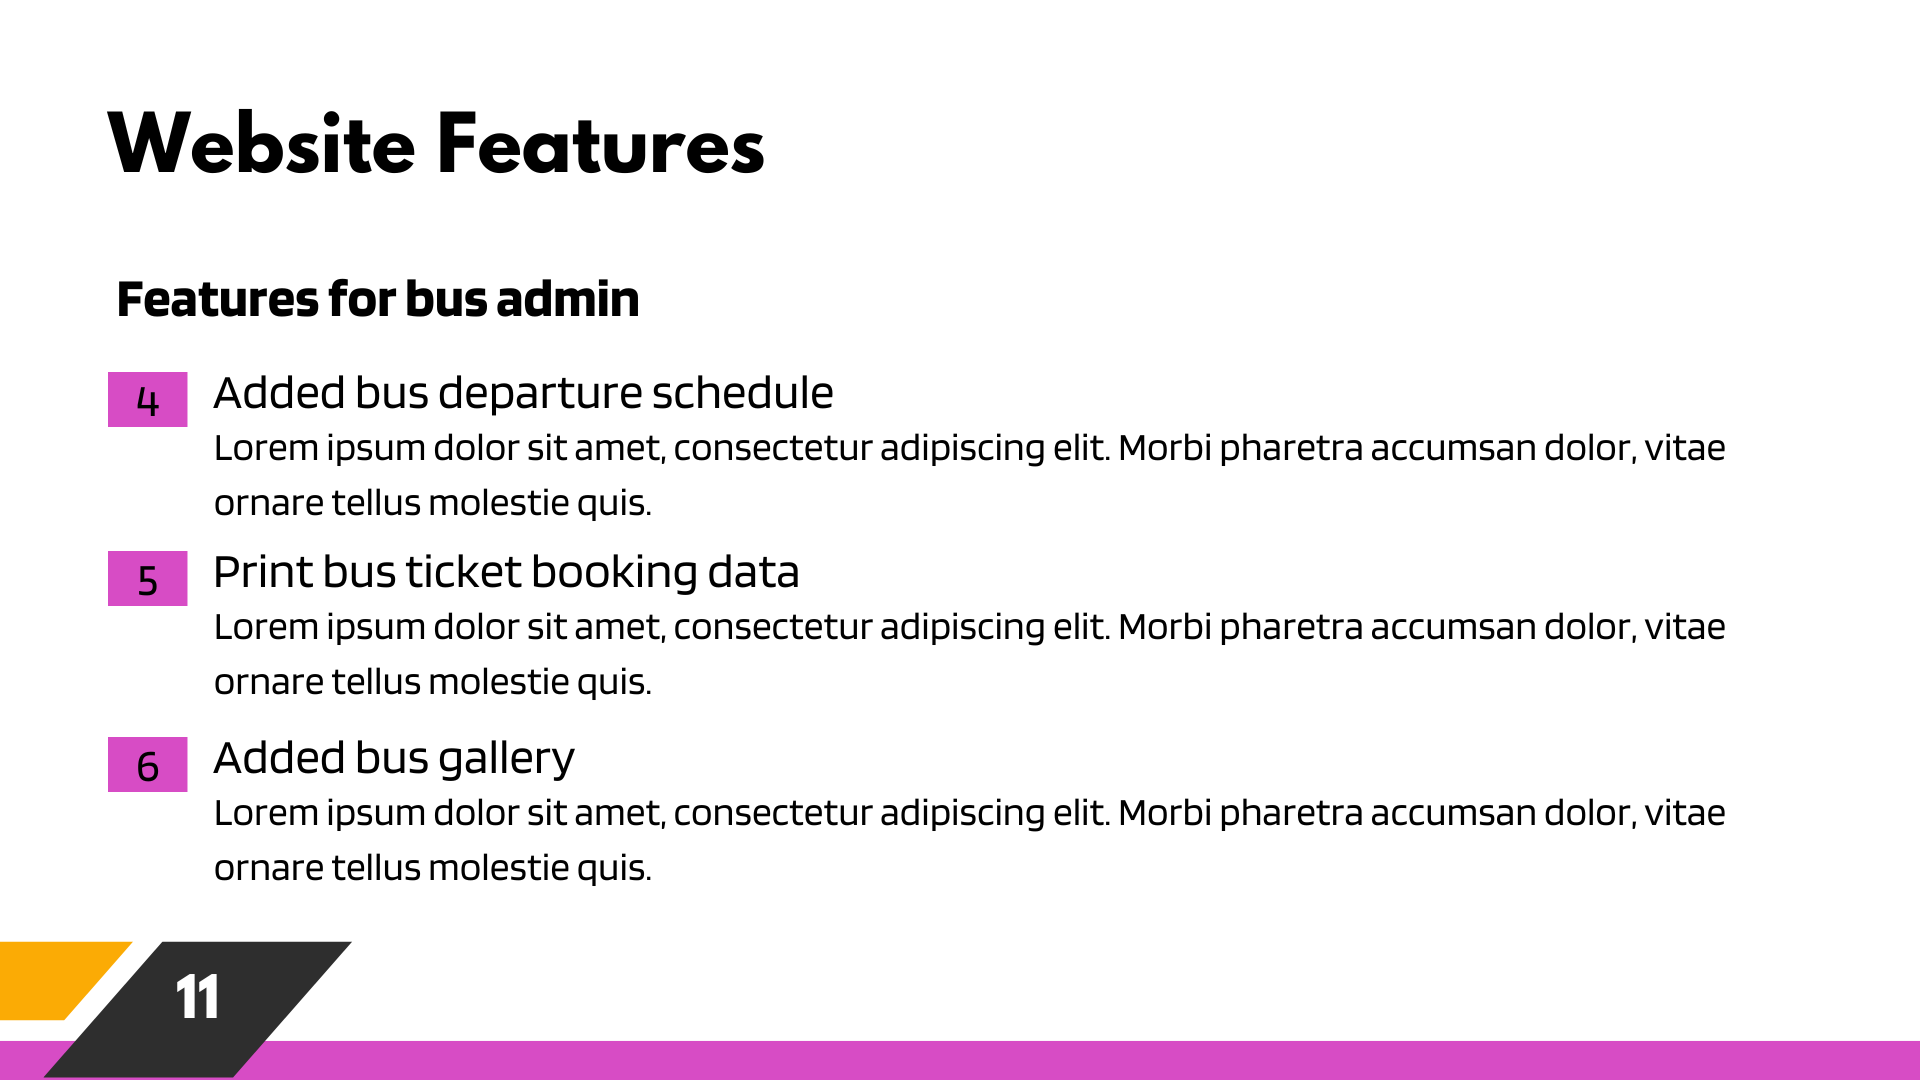 Website Features
Features for bus admin
4 Added bus departure schedule
Lorem ipsum dolor sit amet, consectetur adipiscing elit. Morbi pharetra accumsan dolor, vitae
ornare tellus molestie quis.
5 Print bus ticket booking data
Lorem ipsum dolor sit amet, consectetur adipiscing elit. Morbi pharetra accumsan dolor, vitae
ornare tellus molestie quis.
6 Added bus gallery
Lorem ipsum dolor sit amet, consectetur adipiscing elit. Morbi pharetra accumsan dolor, vitae
ornare tellus molestie quis.
11